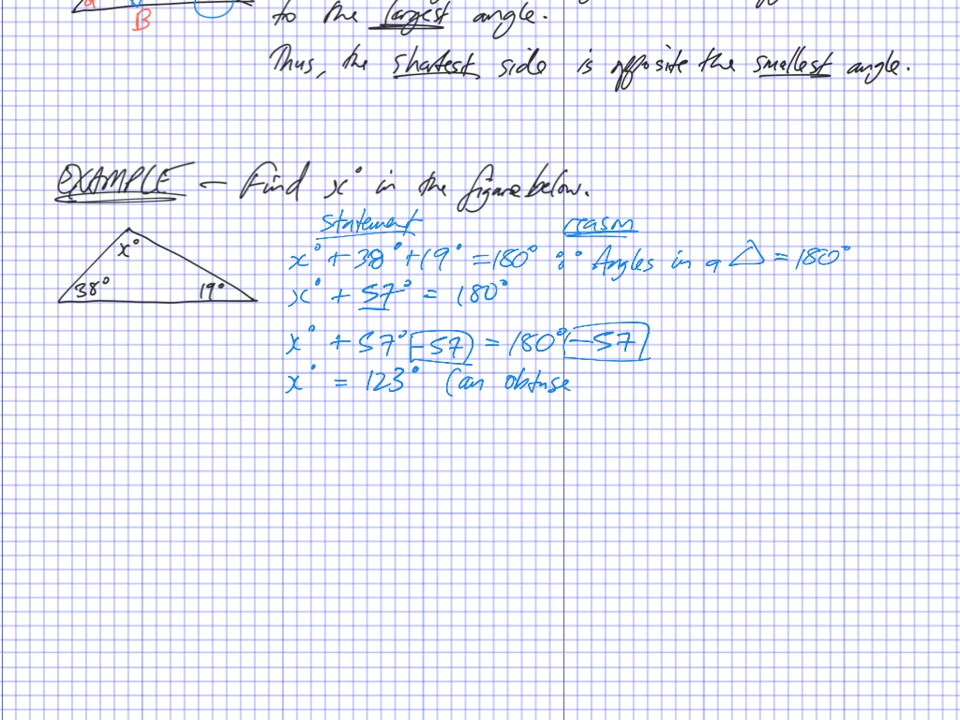 a
B
to the largest angle.
Thus, the shortest side is opposite the smallest angle.
EXAMPLE – Find x° in the figure below.
statement reason
x°
38° 19°
x° + 38° + 19° = 180° ∵ Angles in a △ = 180°
x° + 57° = 180°
x° + 57° - 57 = 180° - 57
x° = 123° (an obtuse